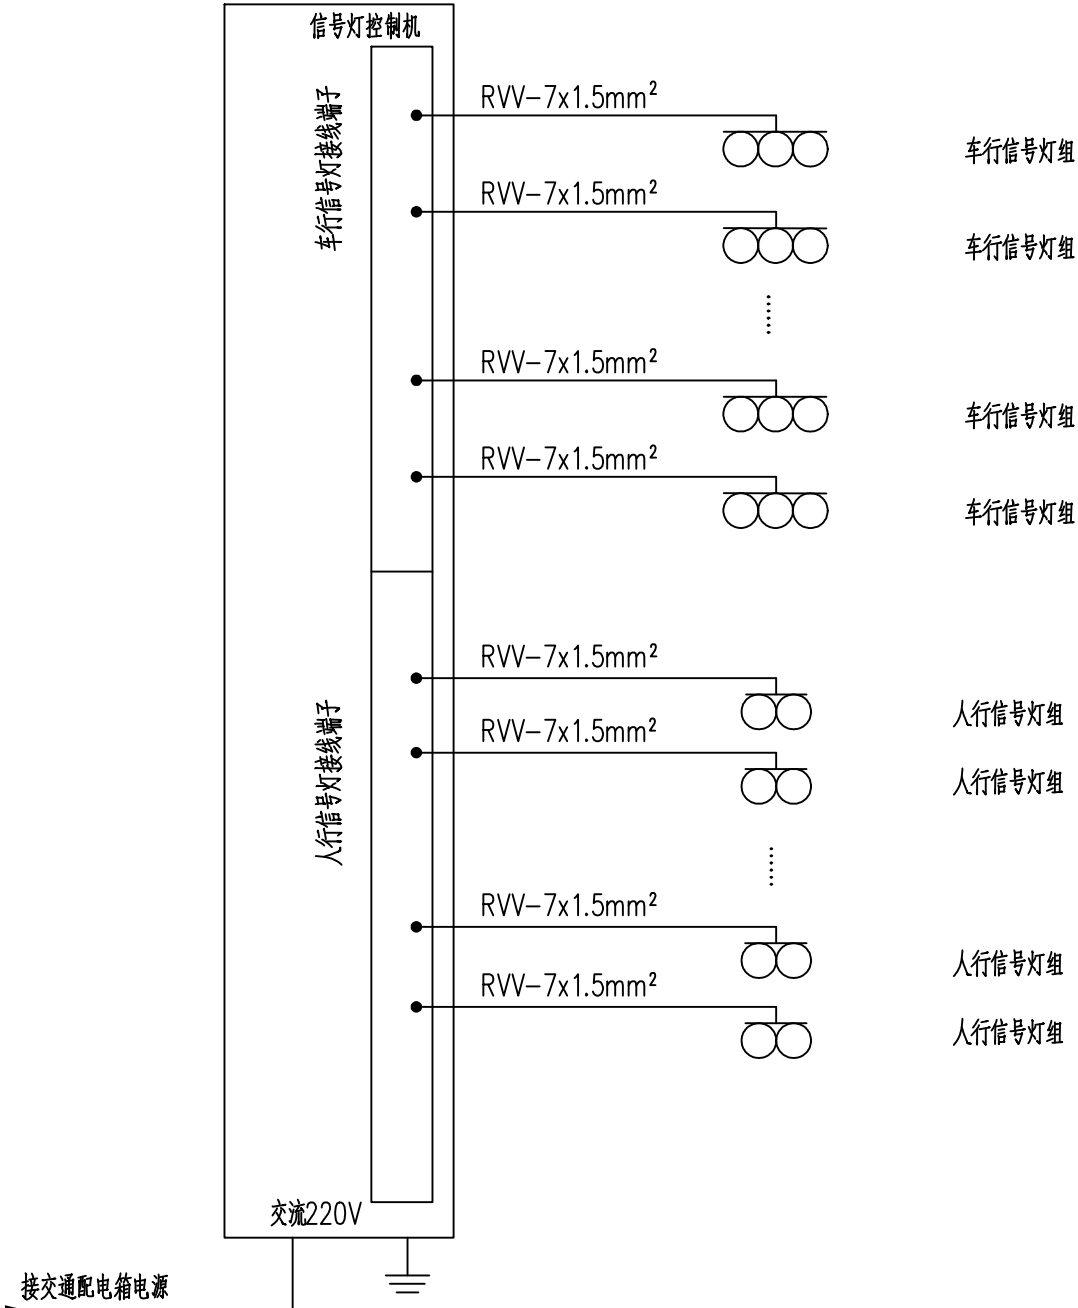 信号灯控制机
车行信号灯接线端子
RVV-7x1.5mm²
车行信号灯组
RVV-7x1.5mm²
车行信号灯组
RVV-7x1.5mm²
车行信号灯组
RVV-7x1.5mm²
车行信号灯组
人行信号灯接线端子
RVV-7x1.5mm²
人行信号灯组
RVV-7x1.5mm²
人行信号灯组
RVV-7x1.5mm²
人行信号灯组
RVV-7x1.5mm²
人行信号灯组
交流220V
接交通配电箱电源